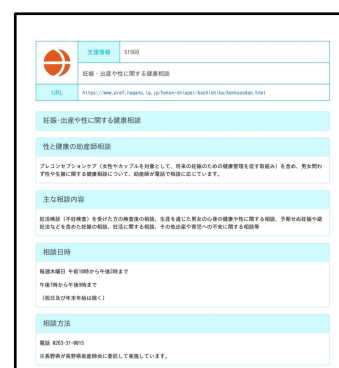 支援情報 51569
妊娠・出産や性に関する健康相談
URL https://www.pref.nagano.lg.jp/hoken-shippei/boshishika/kenkosodan.html
妊娠・出産や性に関する健康相談
性と健康の助産師相談
プレコンセプションケア（女性やカップルを対象として、将来の妊娠のための健康管理を促す取組み）を含め、男女問わ
ず性や生殖に関する健康相談について、助産師が電話で相談に応じています。
主な相談内容
妊活検診（不妊検査）を受けた方の検査後の相談、生涯を通じた男女の心身の健康や性に関する相談、予期せぬ妊娠や避
妊法などを含めた妊娠の相談、妊活に関する相談、その他出産や育児への不安に関する相談等
相談日時
毎週木曜日 午前10時から午後2時まで
午後7時から午後9時まで
（祝日及び年末年始は除く）
相談方法
電話 0263-31-0015
※長野県が長野県助産師会に委託して実施しています。